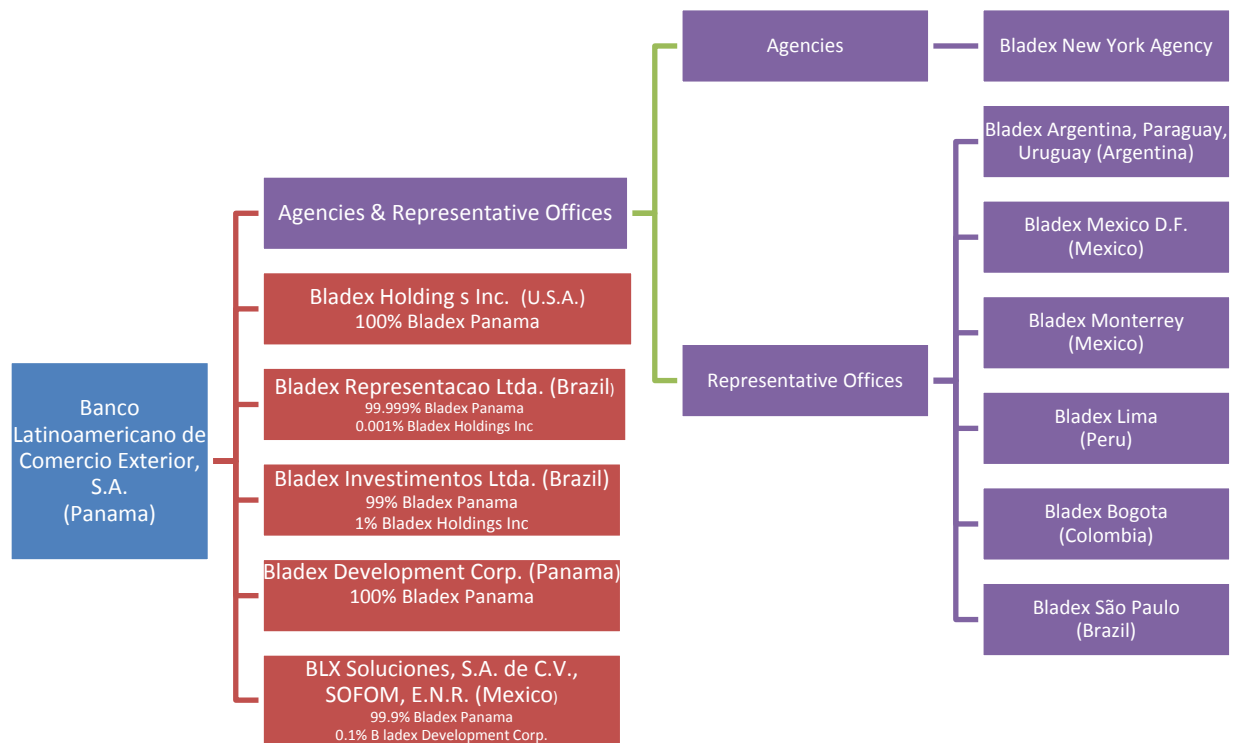 Banco
Latinoamericano de
Comercio Exterior,
S.A.
(Panama)
Agencies & Representative Offices
Bladex Holding s Inc. (U.S.A.)
100% Bladex Panama
Bladex Representacao Ltda. (Brazil)
99.999% Bladex Panama
0.001% Bladex Holdings Inc
Bladex Investimentos Ltda. (Brazil)
99% Bladex Panama
1% Bladex Holdings Inc
Bladex Development Corp. (Panama)
100% Bladex Panama
BLX Soluciones, S.A. de C.V.,
SOFOM, E.N.R. (Mexico)
99.9% Bladex Panama
0.1% B ladex Development Corp.
Agencies
Representative Offices
Bladex New York Agency
Bladex Argentina, Paraguay,
Uruguay (Argentina)
Bladex Mexico D.F.
(Mexico)
Bladex Monterrey
(Mexico)
Bladex Lima
(Peru)
Bladex Bogota
(Colombia)
Bladex São Paulo
(Brazil)